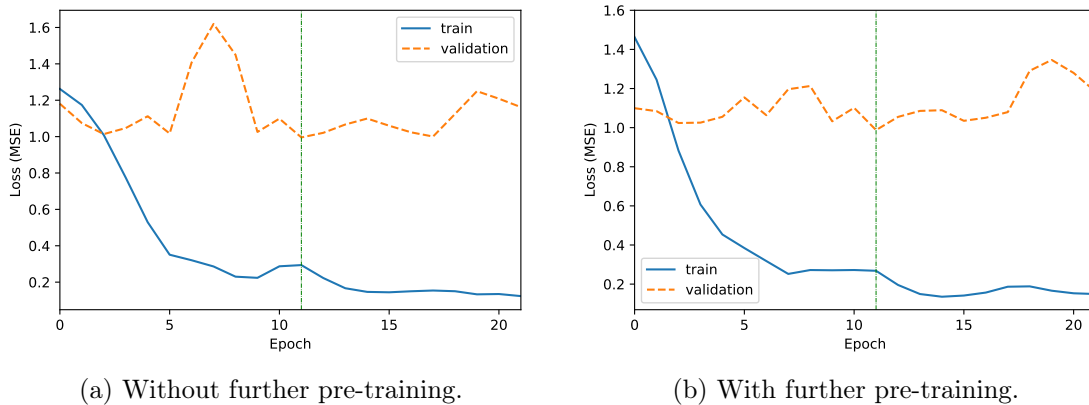 1.6
1.4
1.2
1.0
0.8
0.6
0.4
0.2
Loss (MSE)
0 5 10 15 20
Epoch
train
validation
(a) Without further pre-training.
1.6
1.4
1.2
1.0
0.8
0.6
0.4
0.2
Loss (MSE)
0 5 10 15 20
Epoch
train
validation
(b) With further pre-training.